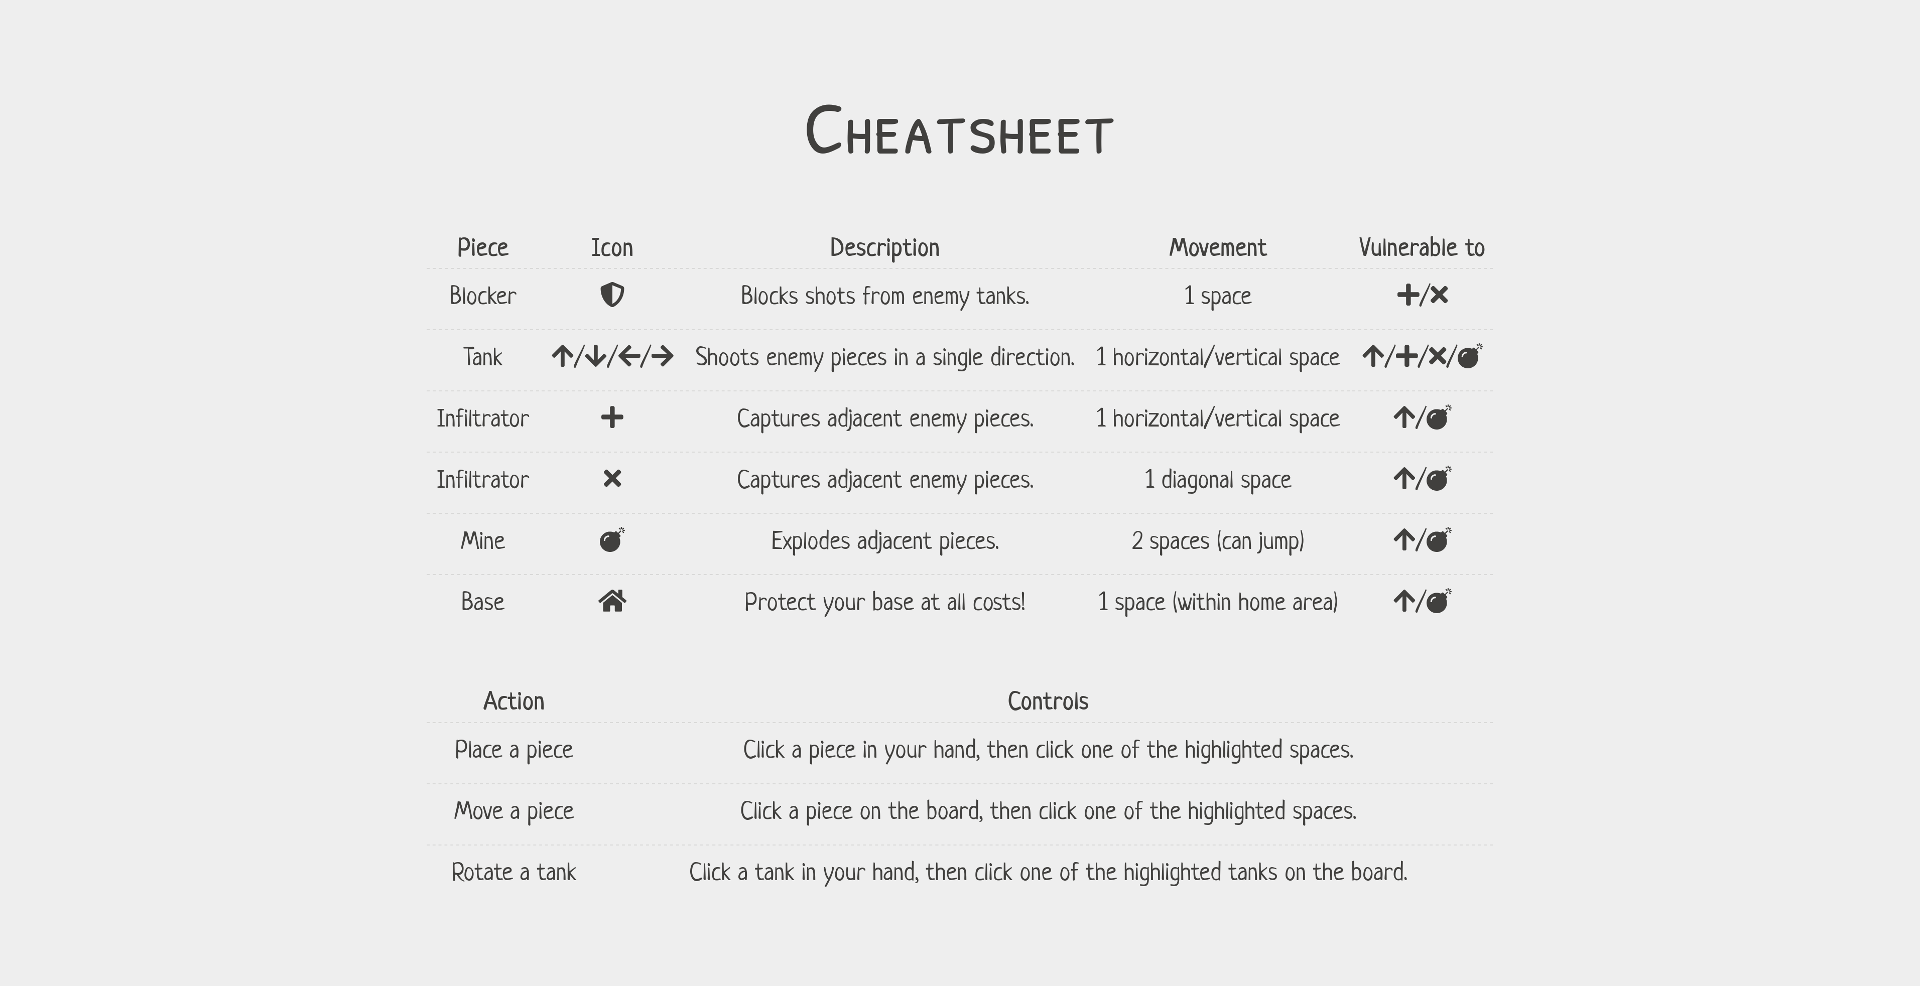 Cheatsheet
Piece Icon Description Movement Vulnerable to
Blocker Blocks shots from enemy tanks. 1 space +/×
Tank ↑/↓/←/→ Shoots enemy pieces in a single direction. 1 horizontal/vertical space ↑/+/×/💣
Infiltrator + Captures adjacent enemy pieces. 1 horizontal/vertical space ↑/💣
Infiltrator × Captures adjacent enemy pieces. 1 diagonal space ↑/💣
Mine 💣 Explodes adjacent pieces. 2 spaces (can jump) ↑/💣
Base Protect your base at all costs! 1 space (within home area) ↑/💣
Action Controls
Place a piece Click a piece in your hand, then click one of the highlighted spaces.
Move a piece Click a piece on the board, then click one of the highlighted spaces.
Rotate a tank Click a tank in your hand, then click one of the highlighted tanks on the board.